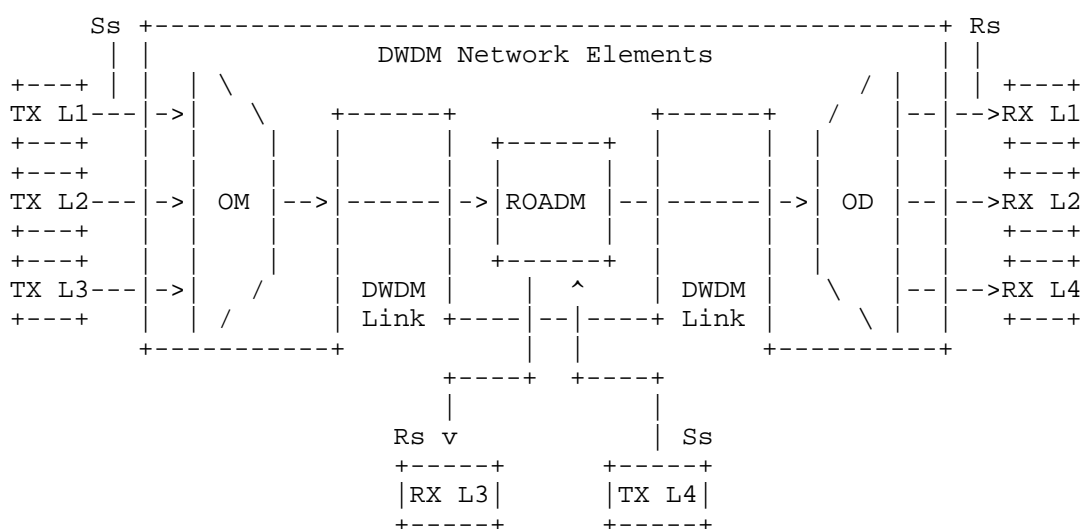 Ss Rs
DWDM Network Elements
TX L1 RX L1
TX L2 OM ROADM OD RX L2
TX L3 DWDM DWDM RX L4
Link Link
Rs v Ss
RX L3 TX L4